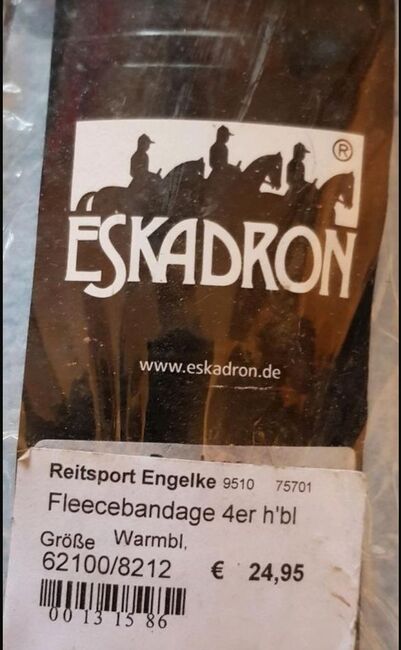 ®
ESKADRON
www.eskadron.de
Reitsport Engelke 9510 75701
Fleecebandage 4er h'bl
Größe Warmbl,
62100/8212 € 24,95
00131586